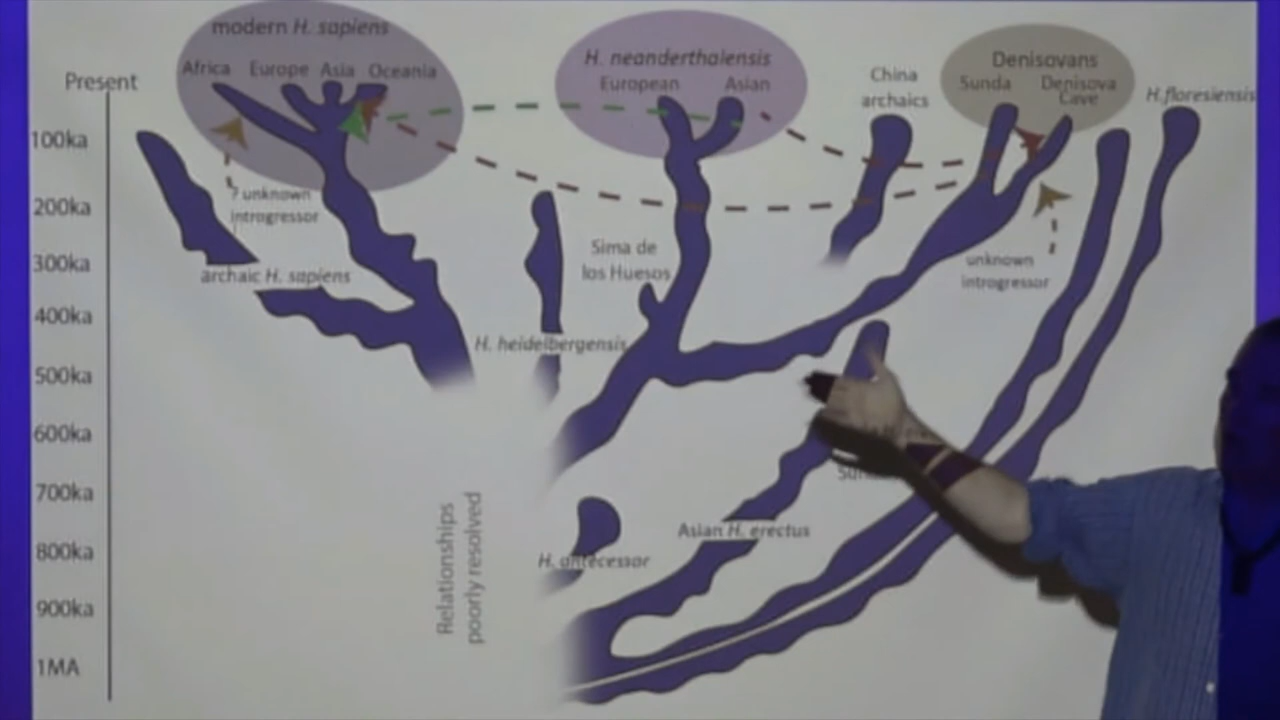 modern H. sapiens
Africa Europe Asia Oceania
H. neanderthalensis
European Asian
China
archaics
Denisovans
Sunda Denisova
Cave
H.floresiensis
Present
100ka
200ka
300ka
400ka
500ka
600ka
700ka
800ka
900ka
1MA
? unknown
introgressor
archaic H. sapiens
Sima de
los Huesos
unknown
introgressor
H. heidelbergensis
Asian H. erectus
H. antecessor
Relationships
poorly resolved